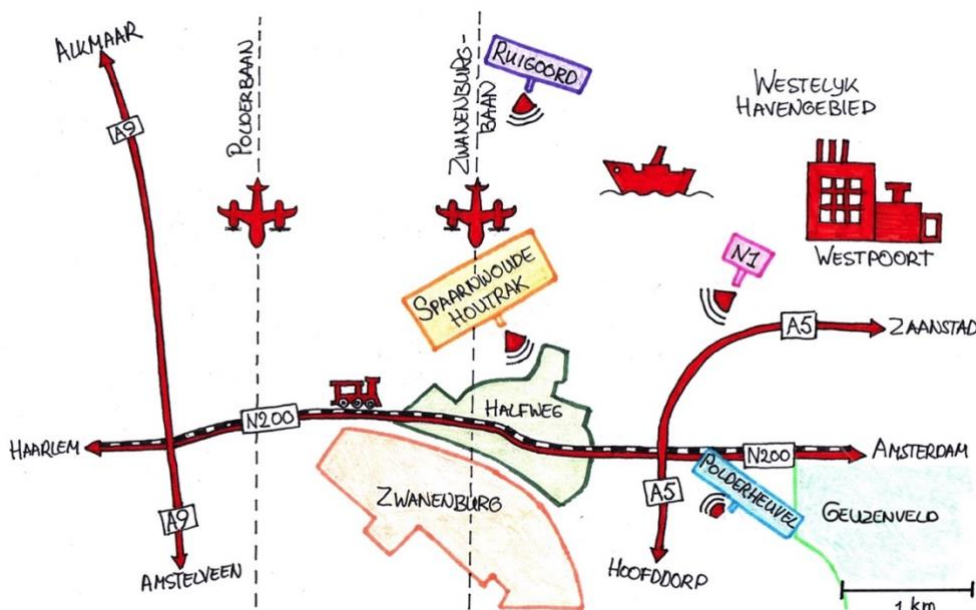 ALKMAAR
A9
POLDERBAAN
ZWANENBURG-
BAAN
RUIGOORD
WESTELYK
HAVENGEBIED
WESTPOORT
N1
SPAARNWOUDE
HOUTRAK
A5
ZAANSTAD
HALFWEG
N200
HAARLEM
N200
AMSTERDAM
ZWANENBURG
A5
POLDERHEUVEL
GEUZENVELD
A9
AMSTELVEEN
HOOFDDORP
1 km